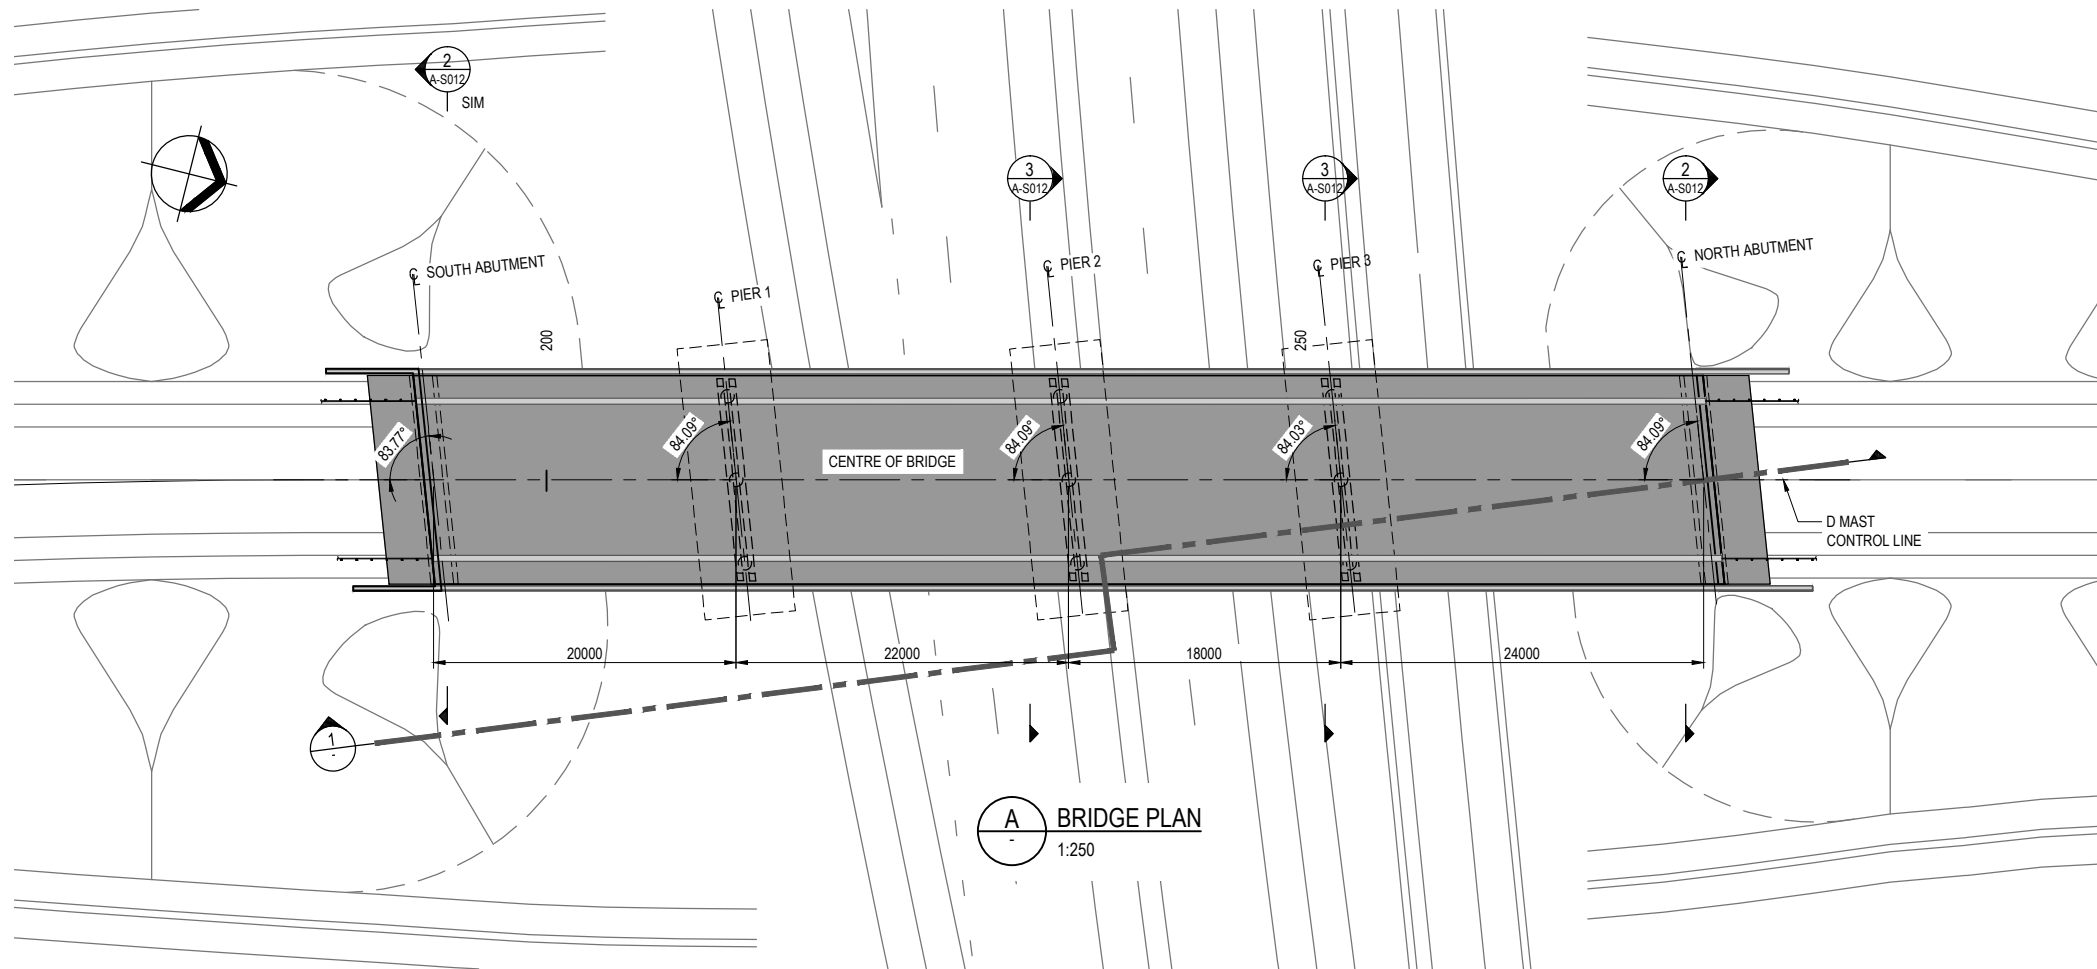 2
A-S012
SIM
3
A-S012
3
A-S012
2
A-S012
℄ SOUTH ABUTMENT
℄ PIER 1
℄ PIER 2
℄ PIER 3
℄ NORTH ABUTMENT
200
250
83.77°
84.09°
84.09°
84.03°
84.09°
CENTRE OF BRIDGE
D MAST
CONTROL LINE
20000
22000
18000
24000
1
-
A
-
BRIDGE PLAN
1:250